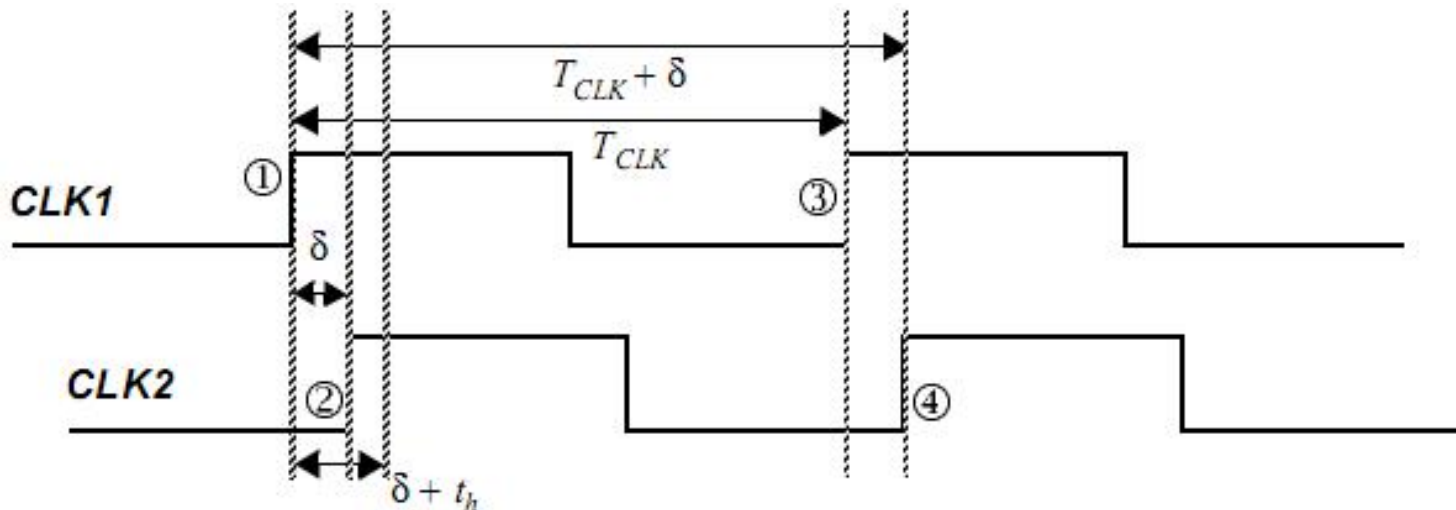 T_CLK + δ
T_CLK
①
③
CLK1
δ
CLK2
②
④
δ + t_h